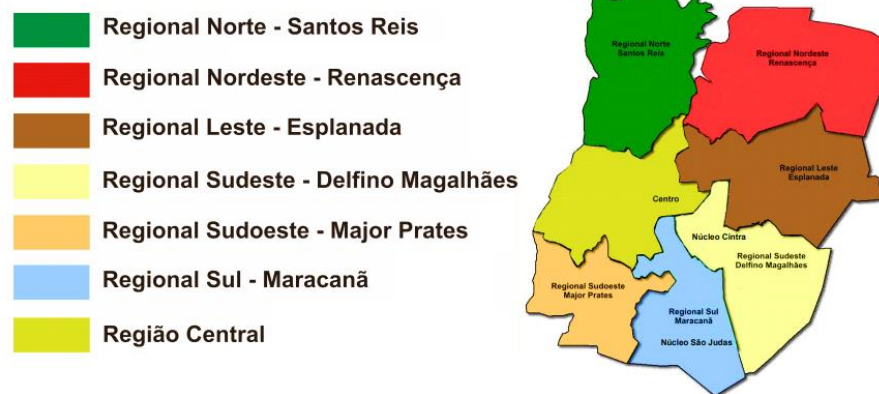 Regional Norte - Santos Reis
Regional Nordeste - Renascença
Regional Leste - Esplanada
Regional Sudeste - Delfino Magalhães
Regional Sudoeste - Major Prates
Regional Sul - Maracanã
Região Central
Regional Norte
Santos Reis
Regional Nordeste
Renascença
Regional Leste
Esplanada
Centro
Núcleo Cintra
Regional Sudeste
Delfino Magalhães
Regional Sudoeste
Major Prates
Regional Sul
Maracanã
Núcleo São Judas